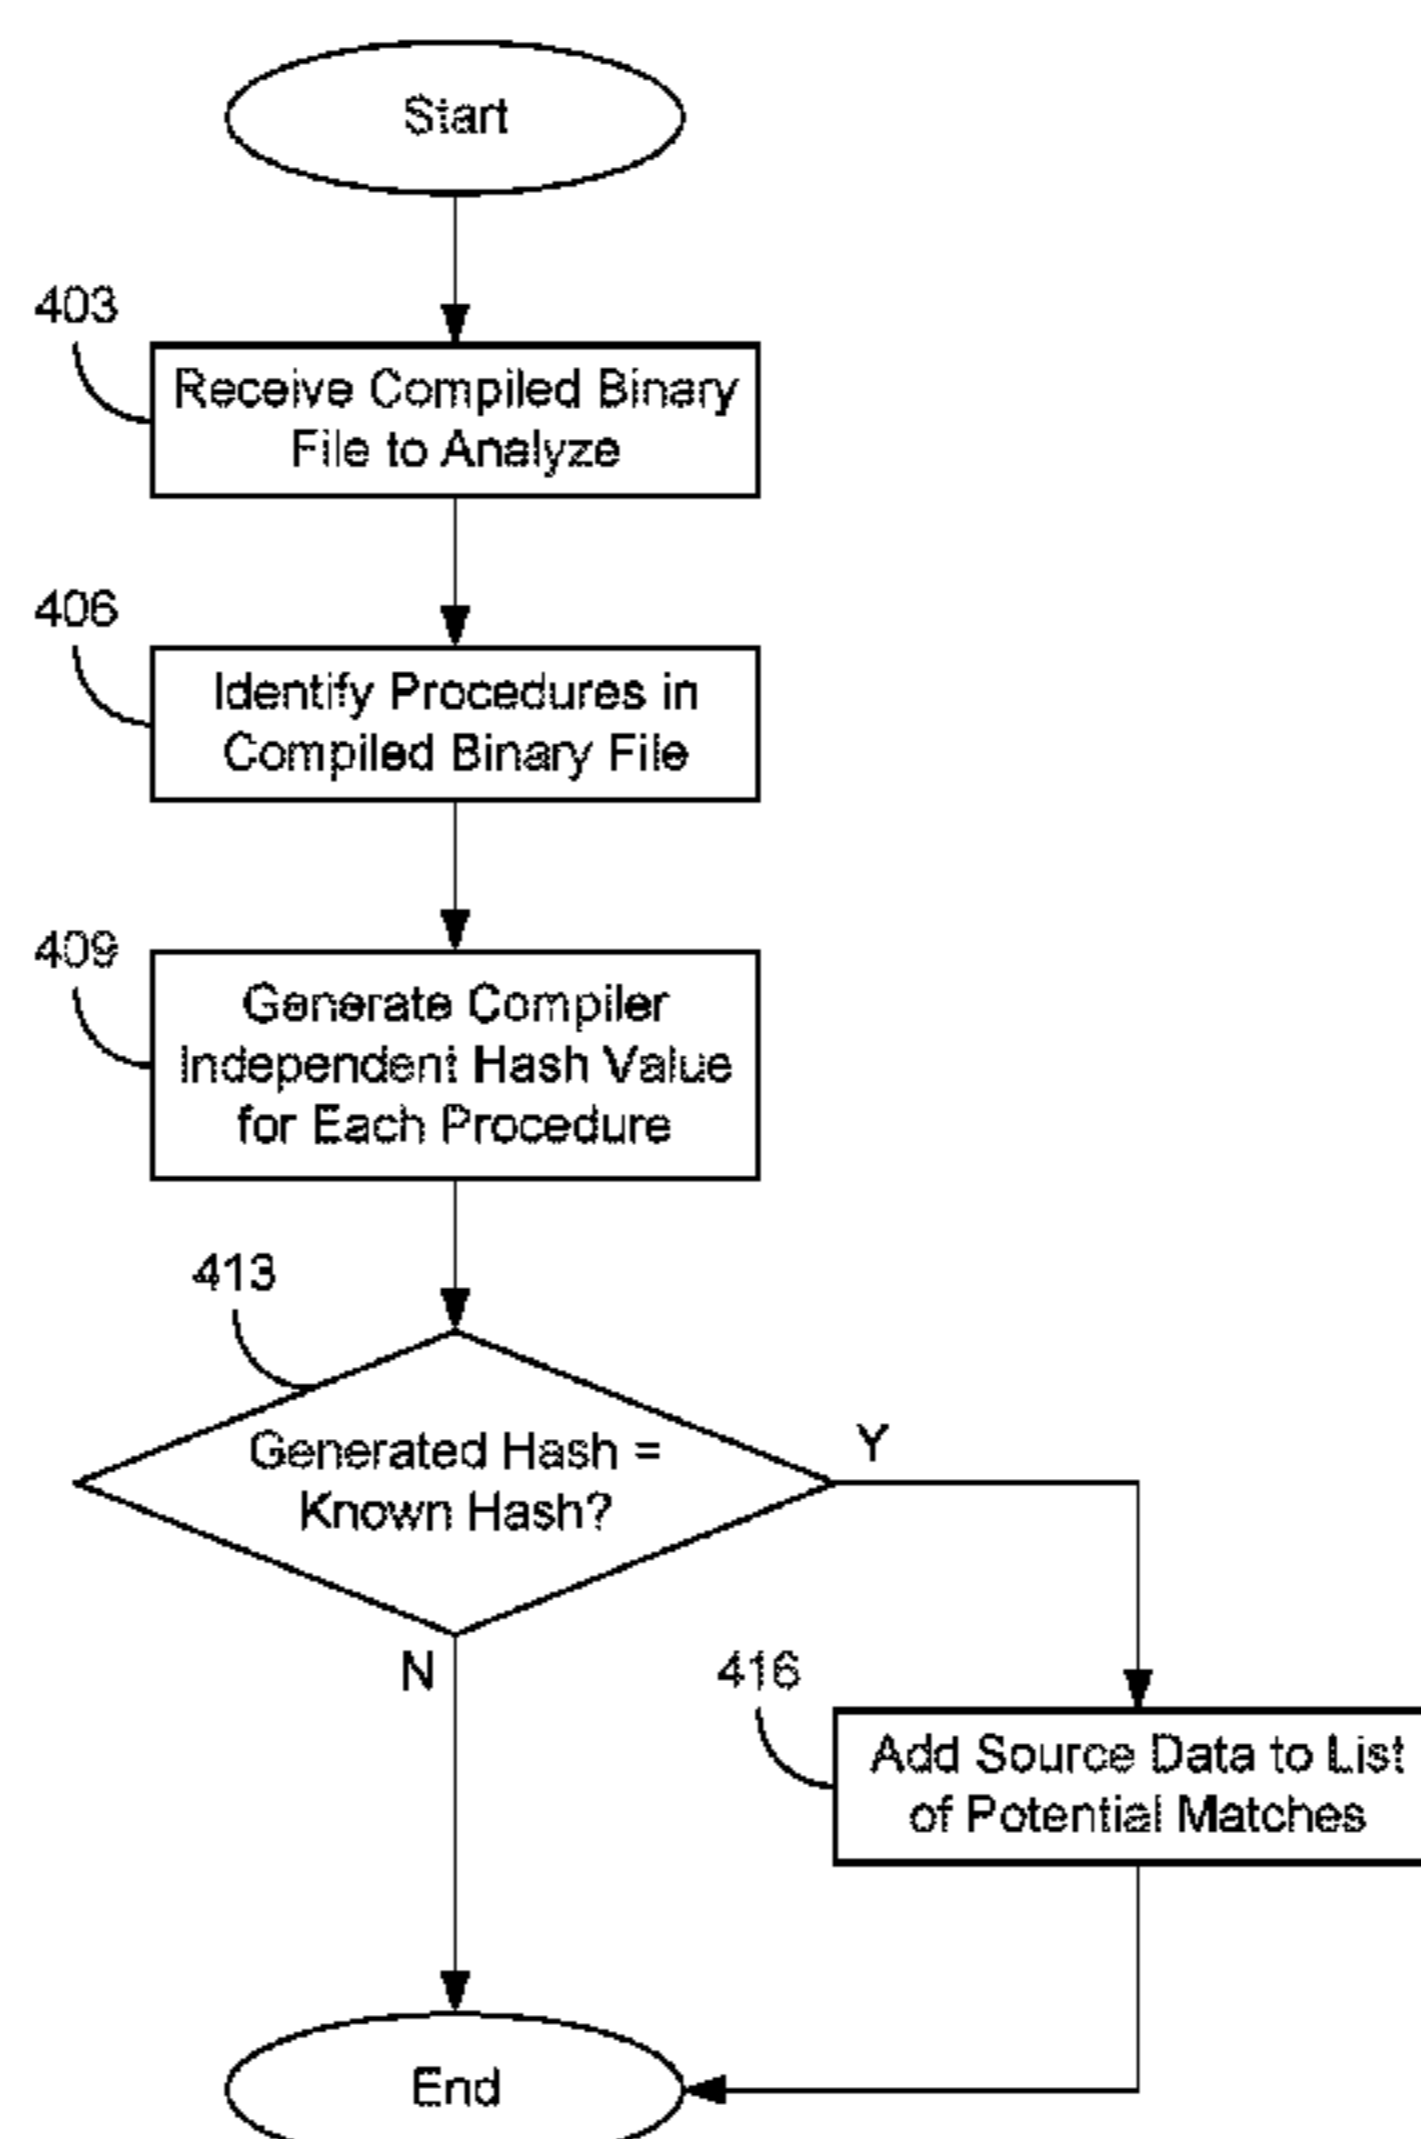 Start
403
Receive Compiled Binary
File to Analyze
406
Identify Procedures in
Compiled Binary File
409
Generate Compiler
Independent Hash Value
for Each Procedure
413
Generated Hash =
Known Hash?
Y
N
416
Add Source Data to List
of Potential Matches
End